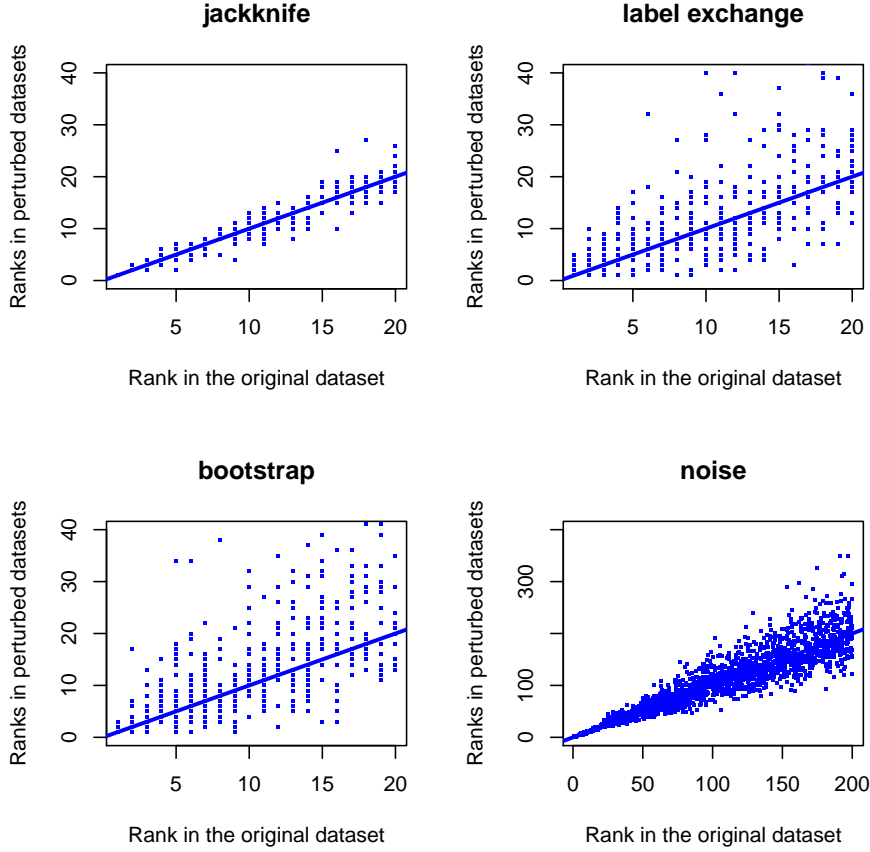 jackknife
Ranks in perturbed datasets
0 10 20 30 40
5 10 15 20
Rank in the original dataset
label exchange
Ranks in perturbed datasets
0 10 20 30 40
5 10 15 20
Rank in the original dataset
bootstrap
Ranks in perturbed datasets
0 10 20 30 40
5 10 15 20
Rank in the original dataset
noise
Ranks in perturbed datasets
0 100 300
0 50 100 150 200
Rank in the original dataset